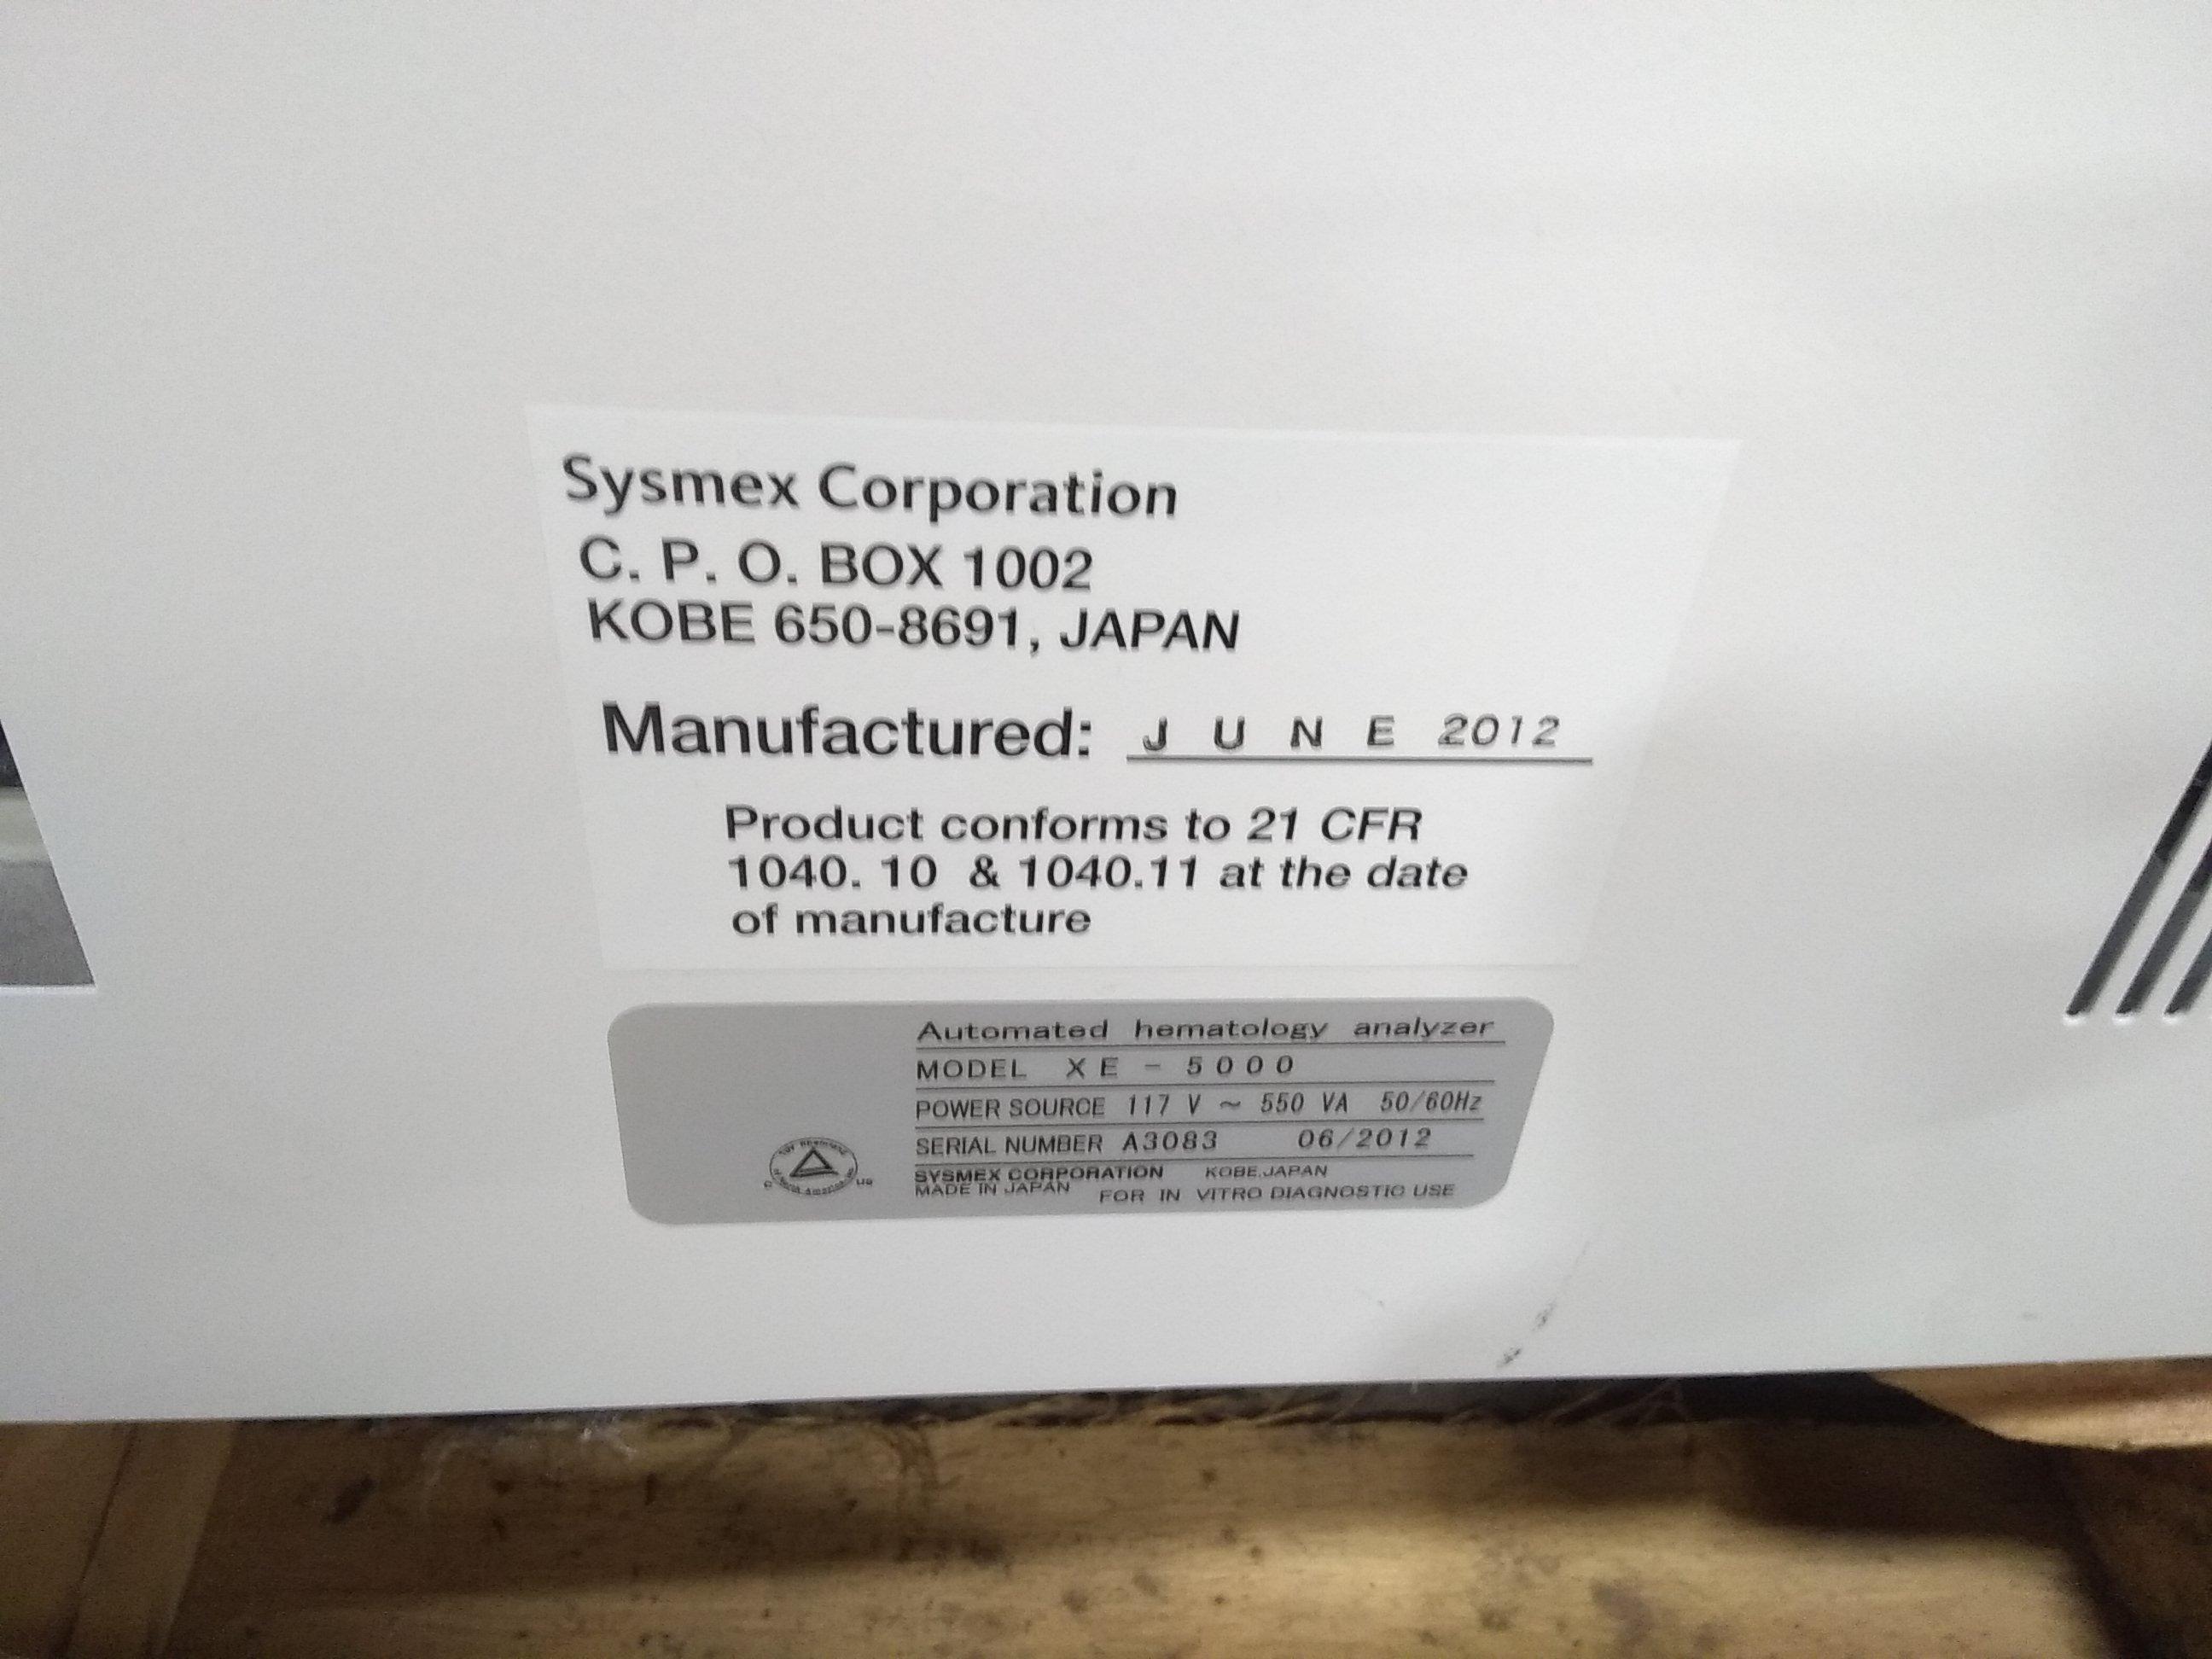 Sysmex Corporation
C. P. O. BOX 1002
KOBE 650-8691, JAPAN
Manufactured: JUNE 2012
Product conforms to 21 CFR
1040. 10 & 1040.11 at the date
of manufacture
Automated hematology analyzer
MODEL XE-5000
POWER SOURCE 117 V ~ 550 VA 50/60Hz
SERIAL NUMBER A3083 06/2012
SYSMEX CORPORATION KOBE,JAPAN
MADE IN JAPAN FOR IN VITRO DIAGNOSTIC USE
C US